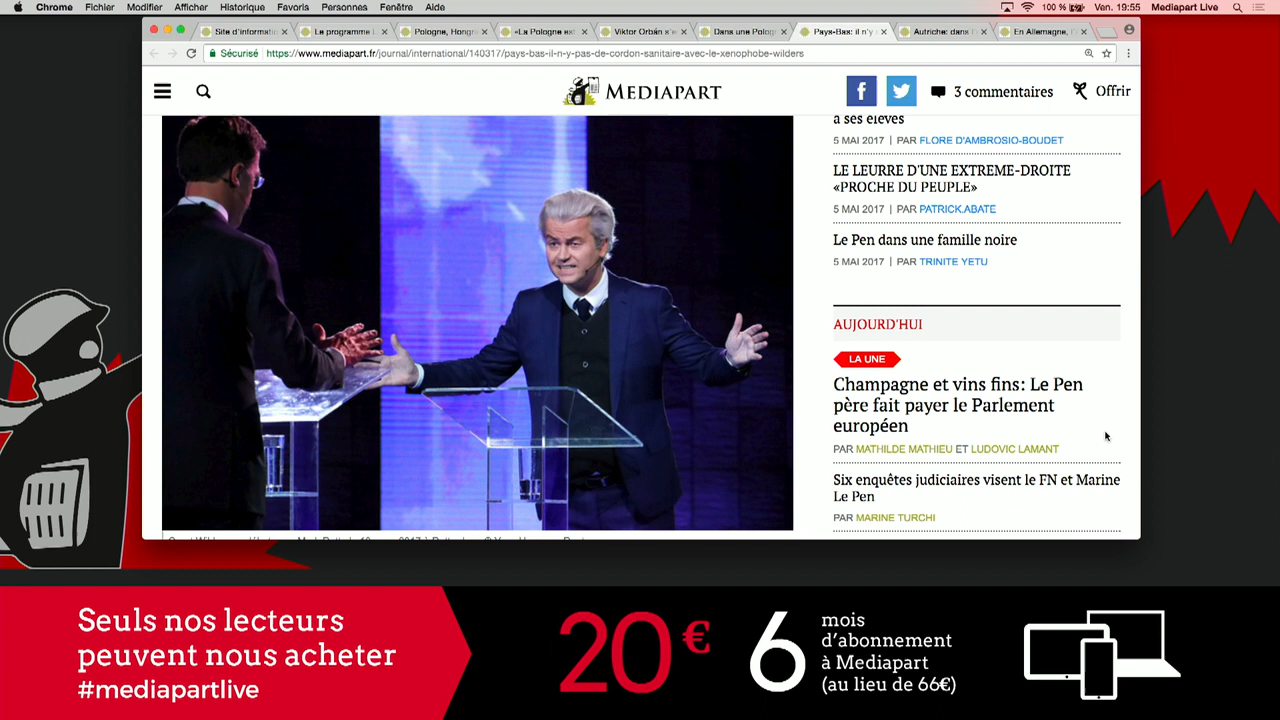 Chrome Fichier Modifier Afficher Historique Favoris Personnes Fenêtre Aide 100 % Ven. 19:55 Mediapart Live
Site d'informatio Le programme Pologne, Hongr «La Pologne est Viktor Orbán s'e Dans une Polog Pays-Bas: il n'y Autriche: dans l' En Allemagne, l'
Sécurisé https://www.mediapart.fr/journal/international/140317/pays-bas-il-n-y-pas-de-cordon-sanitaire-avec-le-xenophobe-wilders
MEDIAPART
3 commentaires
Offrir
à ses élèves
5 MAI 2017 | PAR FLORE D'AMBROSIO-BOUDET
LE LEURRE D'UNE EXTREME-DROITE
«PROCHE DU PEUPLE»
5 MAI 2017 | PAR PATRICK.ABATE
Le Pen dans une famille noire
5 MAI 2017 | PAR TRINITE YETU
AUJOURD'HUI
LA UNE
Champagne et vins fins: Le Pen
père fait payer le Parlement
européen
PAR MATHILDE MATHIEU ET LUDOVIC LAMANT
Six enquêtes judiciaires visent le FN et Marine
Le Pen
PAR MARINE TURCHI
Seuls nos lecteurs
peuvent nous acheter
#mediapartlive
20 €
6
mois
d'abonnement
à Mediapart
(au lieu de 66€)